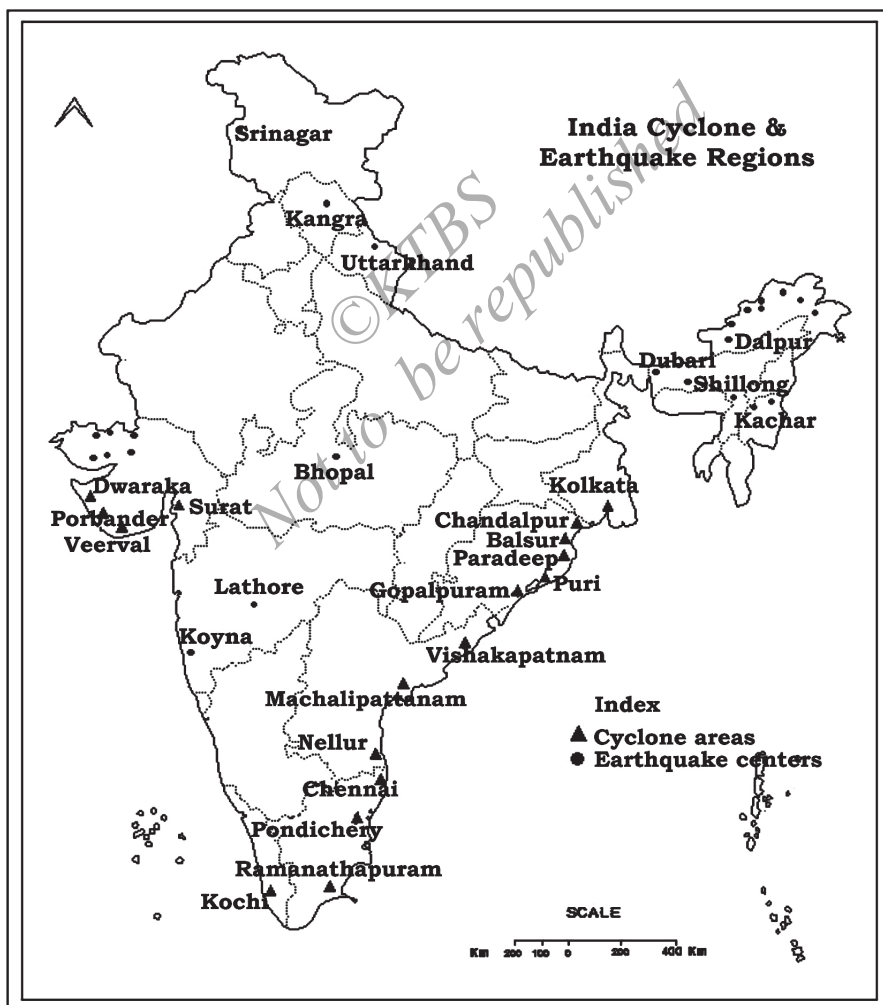 India Cyclone &
Earthquake Regions
Srinagar
Kangra
Uttarkhand
©KTBS
Not to be republished
Dalpur
Dubari
Shillong
Kachar
Bhopal
Kolkata
Dwaraka
Surat
Porbander
Veerval
Chandalpur
Balsur
Paradeep
Puri
Gopalpuram
Lathore
Koyna
Vishakapatnam
Machalipattanam
Index
Cyclone areas
Earthquake centers
Nellur
Chennai
Pondichery
Ramanathapuram
Kochi
SCALE
Km 200 100 0 200 400 Km